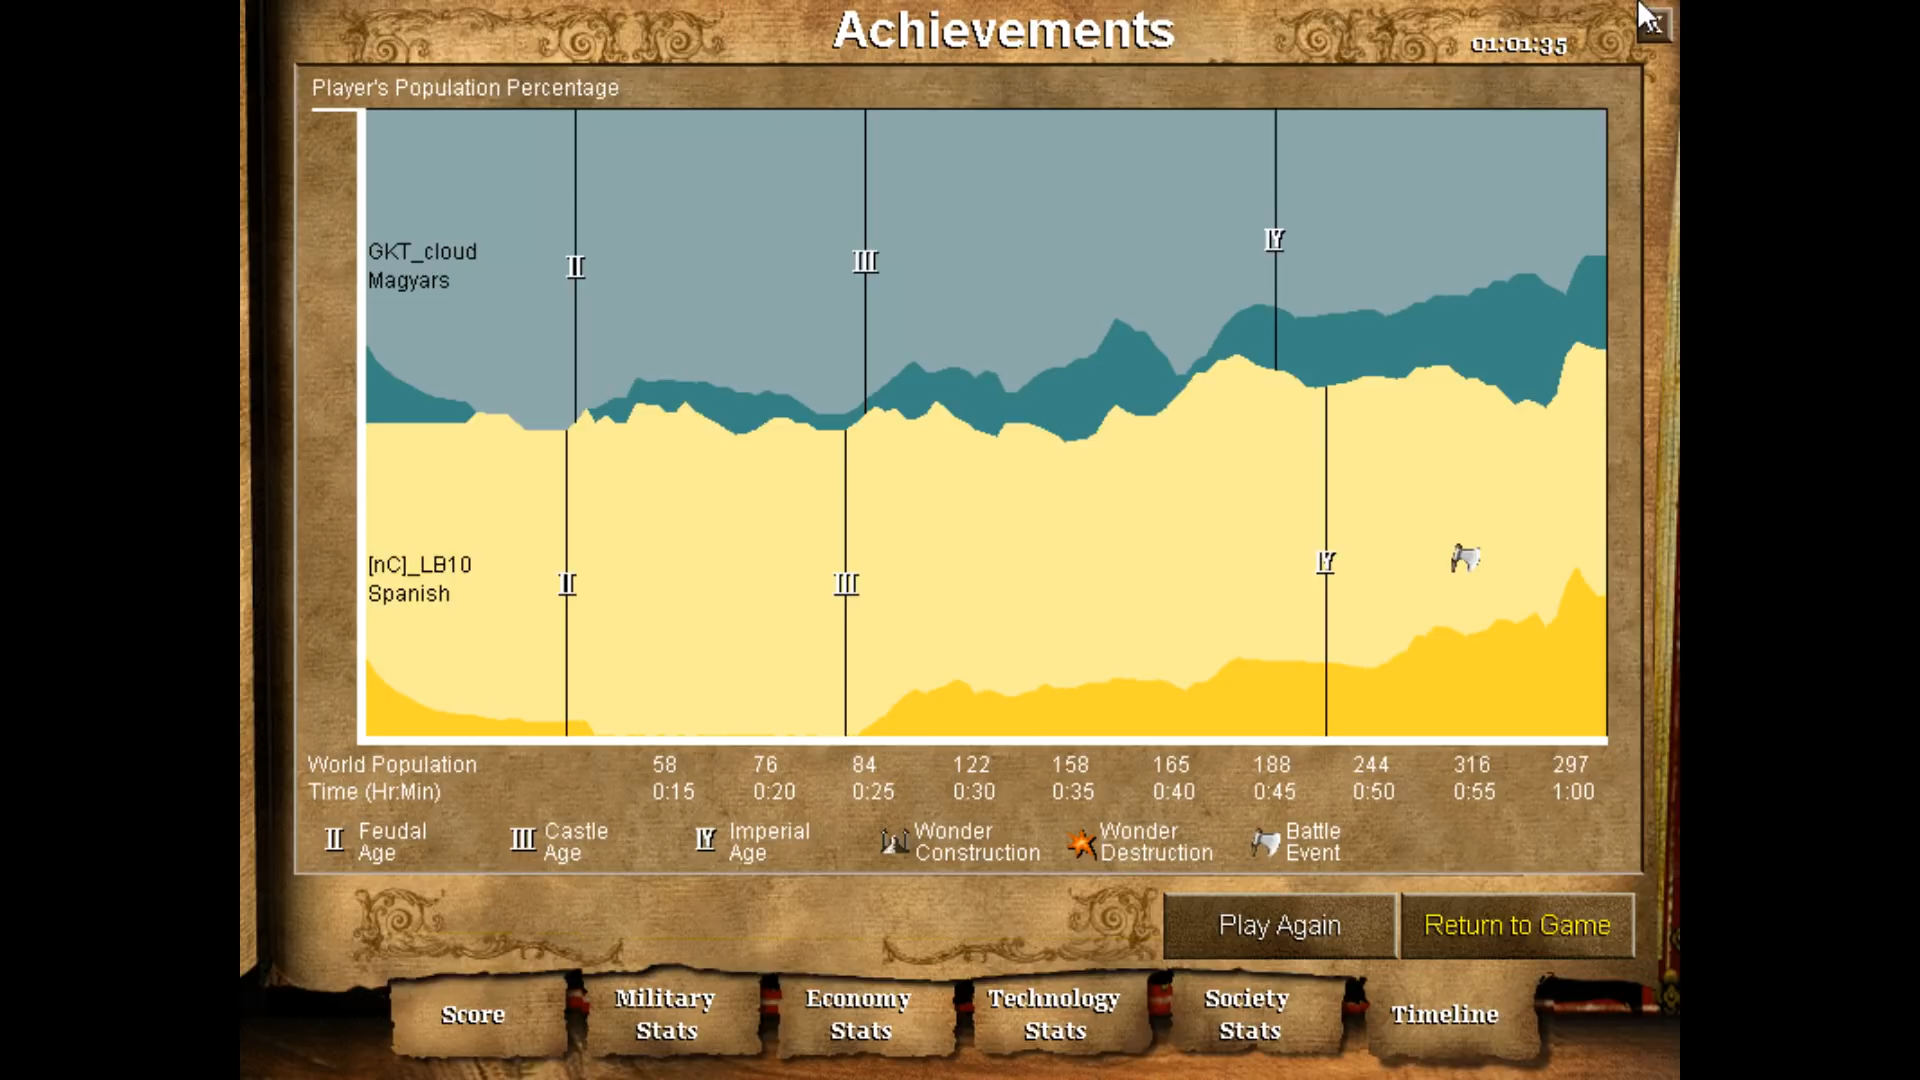 Achievements
01:01:35
X
Player's Population Percentage
GKT_cloud
Magyars
II
III
IV
[nC]_LB10
Spanish
II
III
IV
World Population 58 76 84 122 158 165 188 244 316 297
Time (Hr:Min) 0:15 0:20 0:25 0:30 0:35 0:40 0:45 0:50 0:55 1:00
II Feudal Age
III Castle Age
IV Imperial Age
Wonder Construction
Wonder Destruction
Battle Event
Play Again
Return to Game
Score
Military Stats
Economy Stats
Technology Stats
Society Stats
Timeline